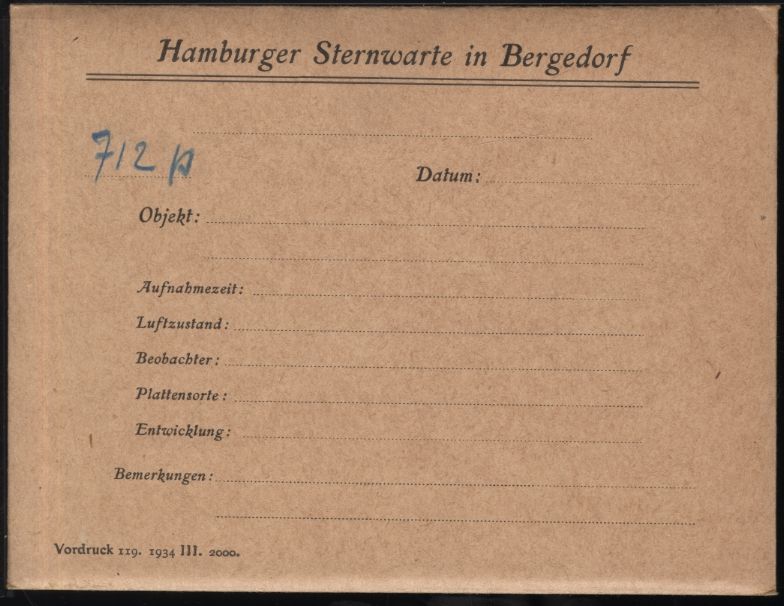 Hamburger Sternwarte in Bergedorf
712 p
Datum:
Objekt:
Aufnahmezeit:
Luftzustand:
Beobachter:
Plattensorte:
Entwicklung:
Bemerkungen:
Vordruck 119. 1934 III. 2000.